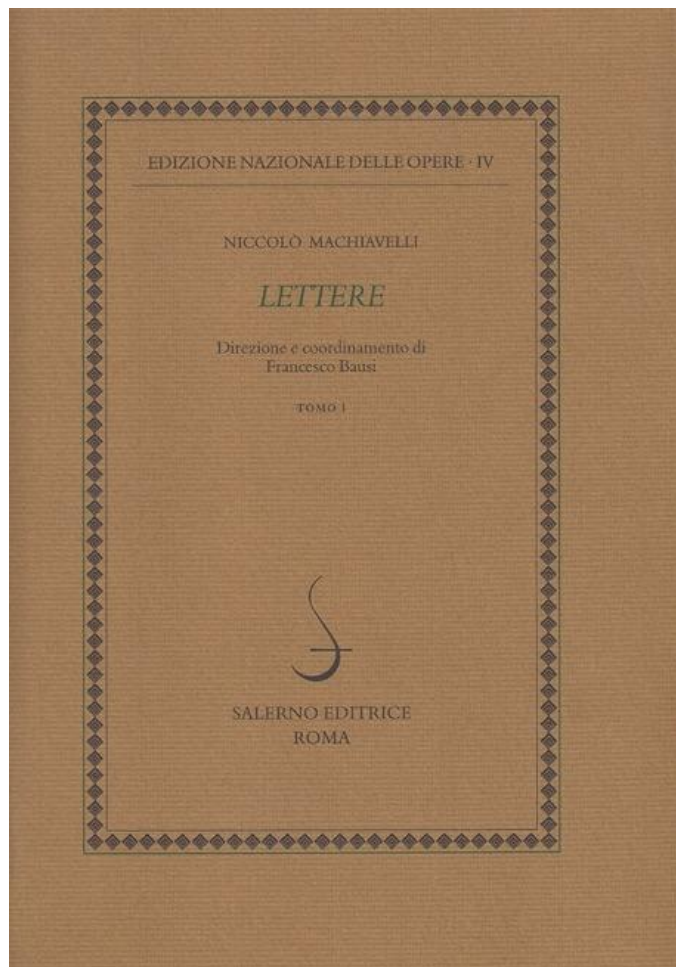 EDIZIONE NAZIONALE DELLE OPERE · IV
NICCOLÒ MACHIAVELLI
LETTERE
Direzione e coordinamento di
Francesco Bausi
TOMO I
SALERNO EDITRICE
ROMA